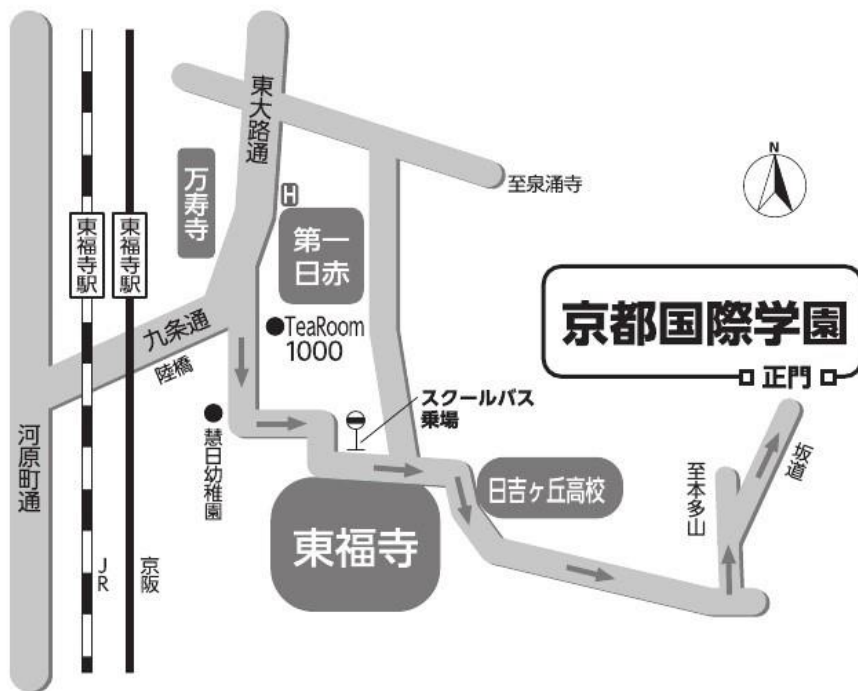 東大路通
N
至泉涌寺
万寿寺
H
第一
日赤
東福寺駅
東福寺駅
京都国際学園
正門
九条通
陸橋
●TeaRoom
1000
スクールバス
乗場
慧日幼稚園
河原町通
日吉ヶ丘高校
至本多山
坂道
東福寺
JR
京阪